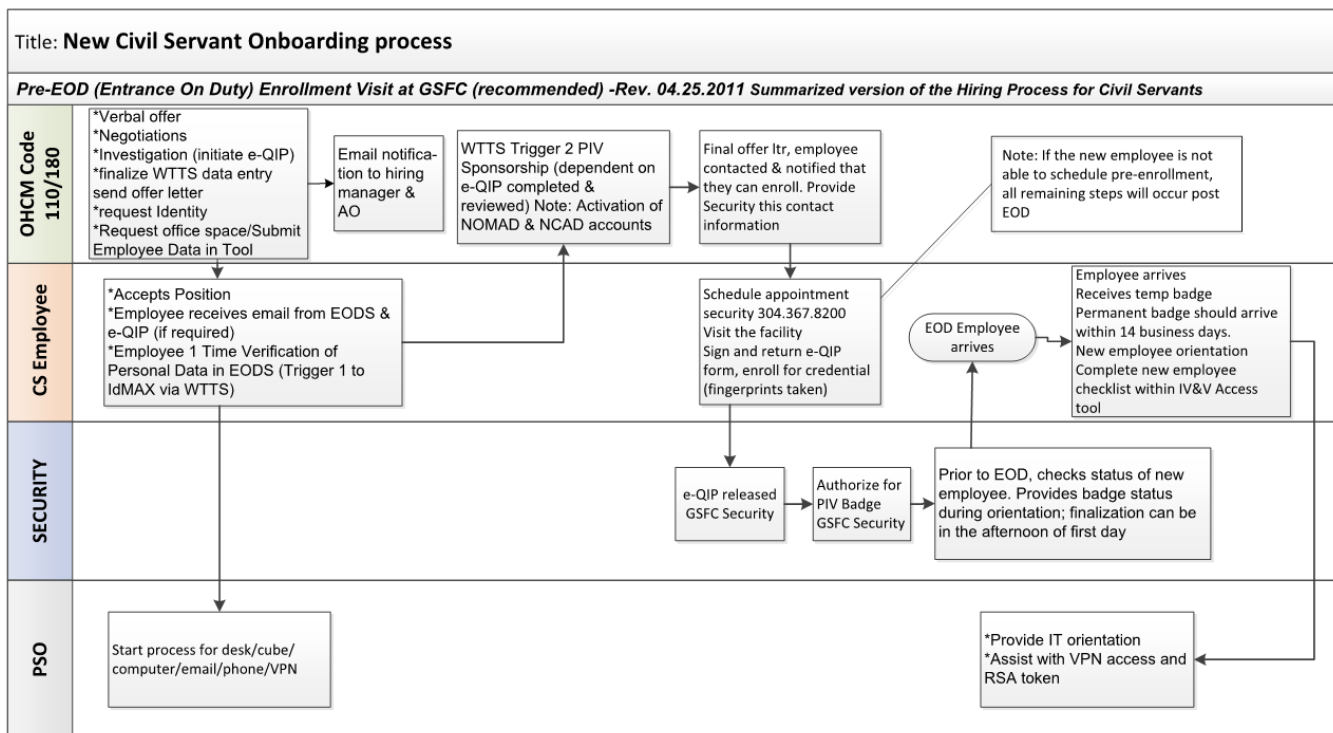 Title: New Civil Servant Onboarding process
Pre-EOD (Entrance On Duty) Enrollment Visit at GSFC (recommended) -Rev. 04.25.2011 Summarized version of the Hiring Process for Civil Servants
OHCM Code
110/180
*Verbal offer
*Negotiations
*Investigation (initiate e-QIP)
*finalize WTTS data entry
send offer letter
*request Identity
*Request office space/Submit
Employee Data in Tool
Email notifica-
tion to hiring
manager &
AO
WTTS Trigger 2 PIV
Sponsorship (dependent on
e-QIP completed &
reviewed) Note: Activation of
NOMAD & NCAD accounts
Final offer ltr, employee
contacted & notified that
they can enroll. Provide
Security this contact
information
Note: If the new employee is not
able to schedule pre-enrollment,
all remaining steps will occur post
EOD
CS Employee
*Accepts Position
*Employee receives email from EODS &
e-QIP (if required)
*Employee 1 Time Verification of
Personal Data in EODS (Trigger 1 to
IdMAX via WTTS)
Schedule appointment
security 304.367.8200
Visit the facility
Sign and return e-QIP
form, enroll for credential
(fingerprints taken)
EOD Employee
arrives
Employee arrives
Receives temp badge
Permanent badge should arrive
within 14 business days.
New employee orientation
Complete new employee
checklist within IV&V Access
tool
SECURITY
e-QIP released
GSFC Security
Authorize for
PIV Badge
GSFC Security
Prior to EOD, checks status of new
employee. Provides badge status
during orientation; finalization can be
in the afternoon of first day
PSO
Start process for desk/cube/
computer/email/phone/VPN
*Provide IT orientation
*Assist with VPN access and
RSA token